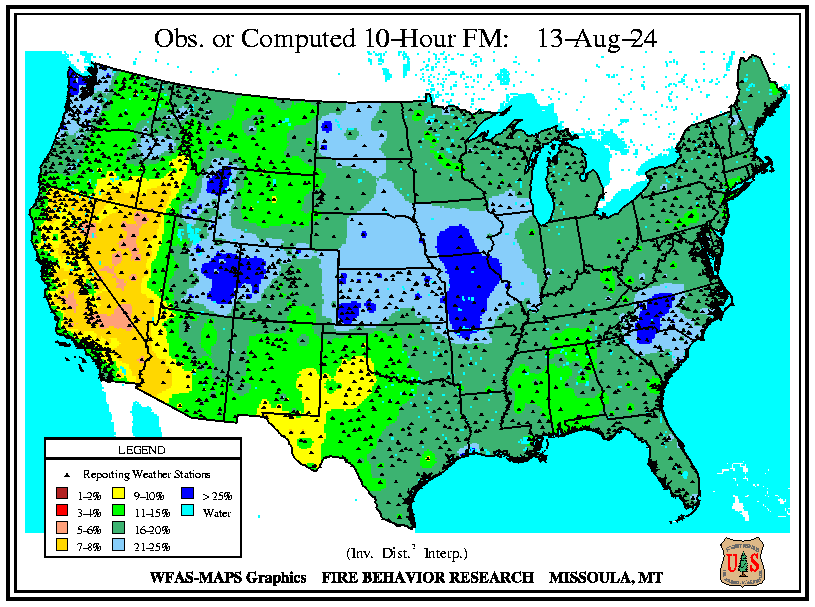 Obs. or Computed 10-Hour FM: 13-Aug-24
LEGEND
Reporting Weather Stations
1-2% 9-10% > 25%
3-4% 11-15% Water
5-6% 16-20%
7-8% 21-25%
(Inv. Dist.² Interp.)
WFAS-MAPS Graphics FIRE BEHAVIOR RESEARCH MISSOULA, MT
U S